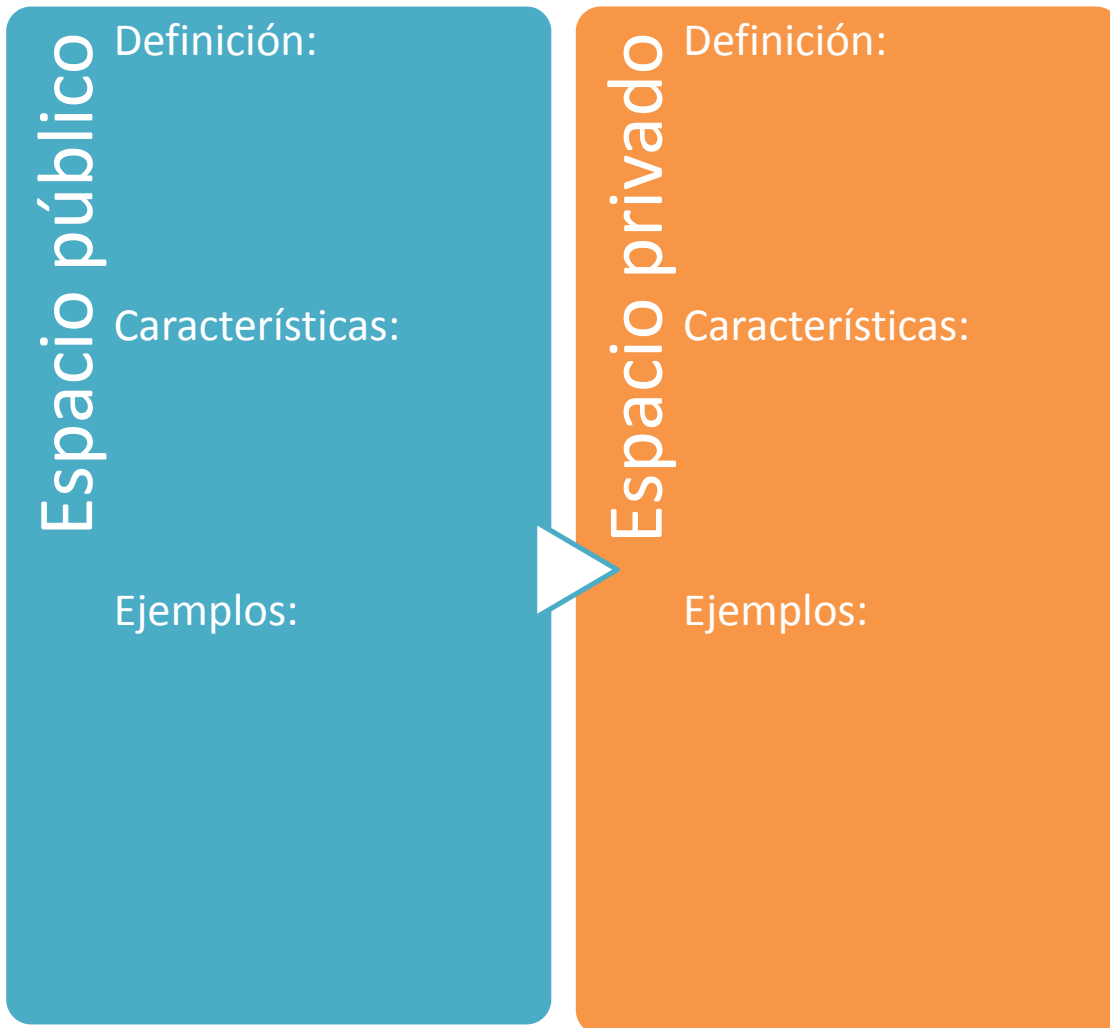 Espacio público
Definición:
Características:
Ejemplos:
Espacio privado
Definición:
Características:
Ejemplos: